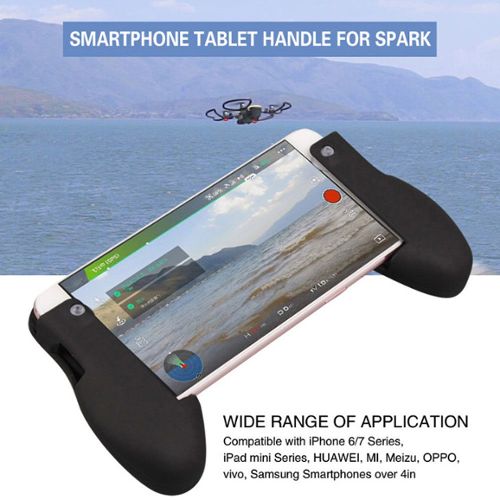 SMARTPHONE TABLET HANDLE FOR SPARK
WIDE RANGE OF APPLICATION
Compatible with iPhone 6/7 Series,
iPad mini Series, HUAWEI, MI, Meizu, OPPO,
vivo, Samsung Smartphones over 4in